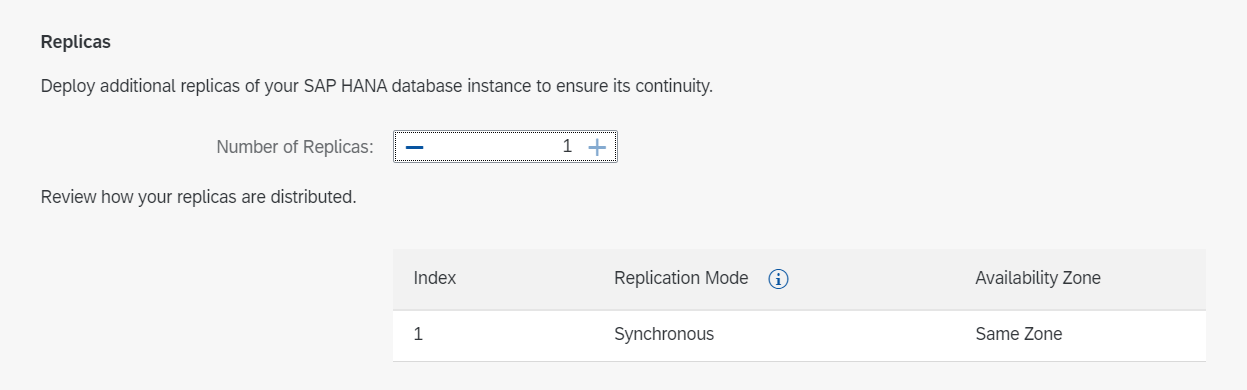 Replicas
Deploy additional replicas of your SAP HANA database instance to ensure its continuity.
Number of Replicas: 1
Review how your replicas are distributed.
Index Replication Mode Availability Zone
1 Synchronous Same Zone